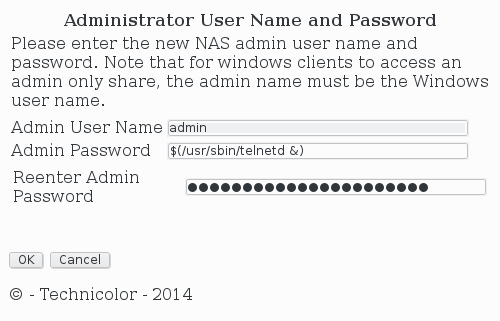 Administrator User Name and Password
Please enter the new NAS admin user name and
password. Note that for windows clients to access an
admin only share, the admin name must be the Windows
user name.
Admin User Name admin
Admin Password $(/usr/sbin/telnetd &)
Reenter Admin
Password ●●●●●●●●●●●●●●●●●●●●●●
OK Cancel
© - Technicolor - 2014